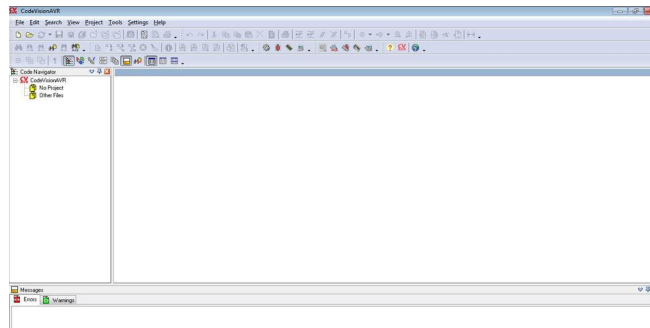 CodeVisionAVR
File Edit Search View Project Tools Settings Help
Code Navigator
CodeVisionAVR
No Project
Other Files
Messages
Errors Warnings